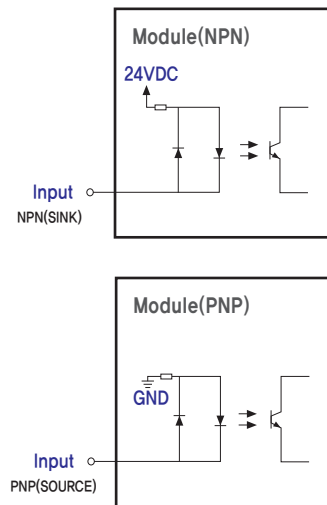 Module(NPN)
24VDC
Input
NPN(SINK)
Module(PNP)
GND
Input
PNP(SOURCE)